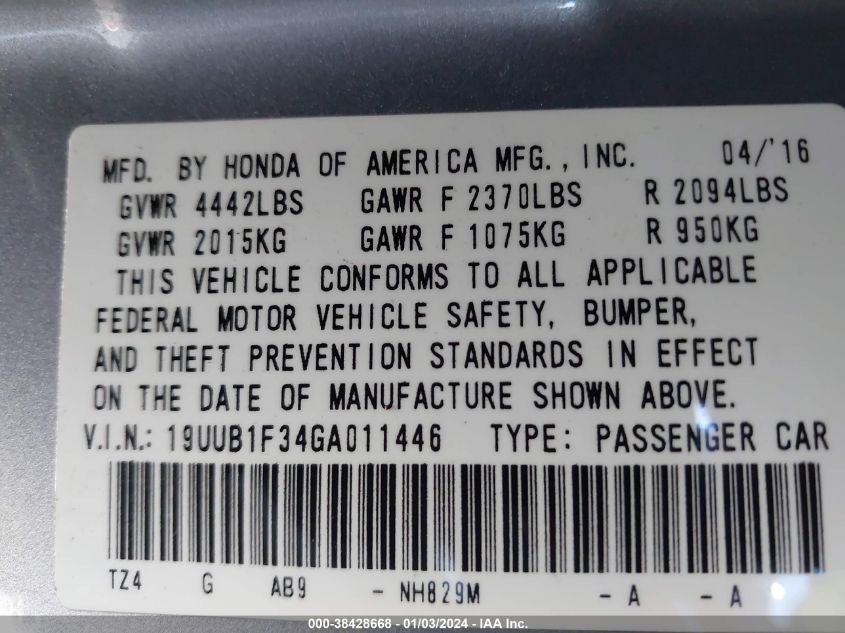 MFD. BY HONDA OF AMERICA MFG., INC. 04/'16
GVWR 4442LBS GAWR F 2370LBS R 2094LBS
GVWR 2015KG GAWR F 1075KG R 950KG
THIS VEHICLE CONFORMS TO ALL APPLICABLE
FEDERAL MOTOR VEHICLE SAFETY, BUMPER,
AND THEFT PREVENTION STANDARDS IN EFFECT
ON THE DATE OF MANUFACTURE SHOWN ABOVE.
V.I.N.: 19UUB1F34GA011446 TYPE: PASSENGER CAR
TZ4 G AB9 - NH829M - A - A
000-38428668 - 01/03/2024 - IAA Inc.